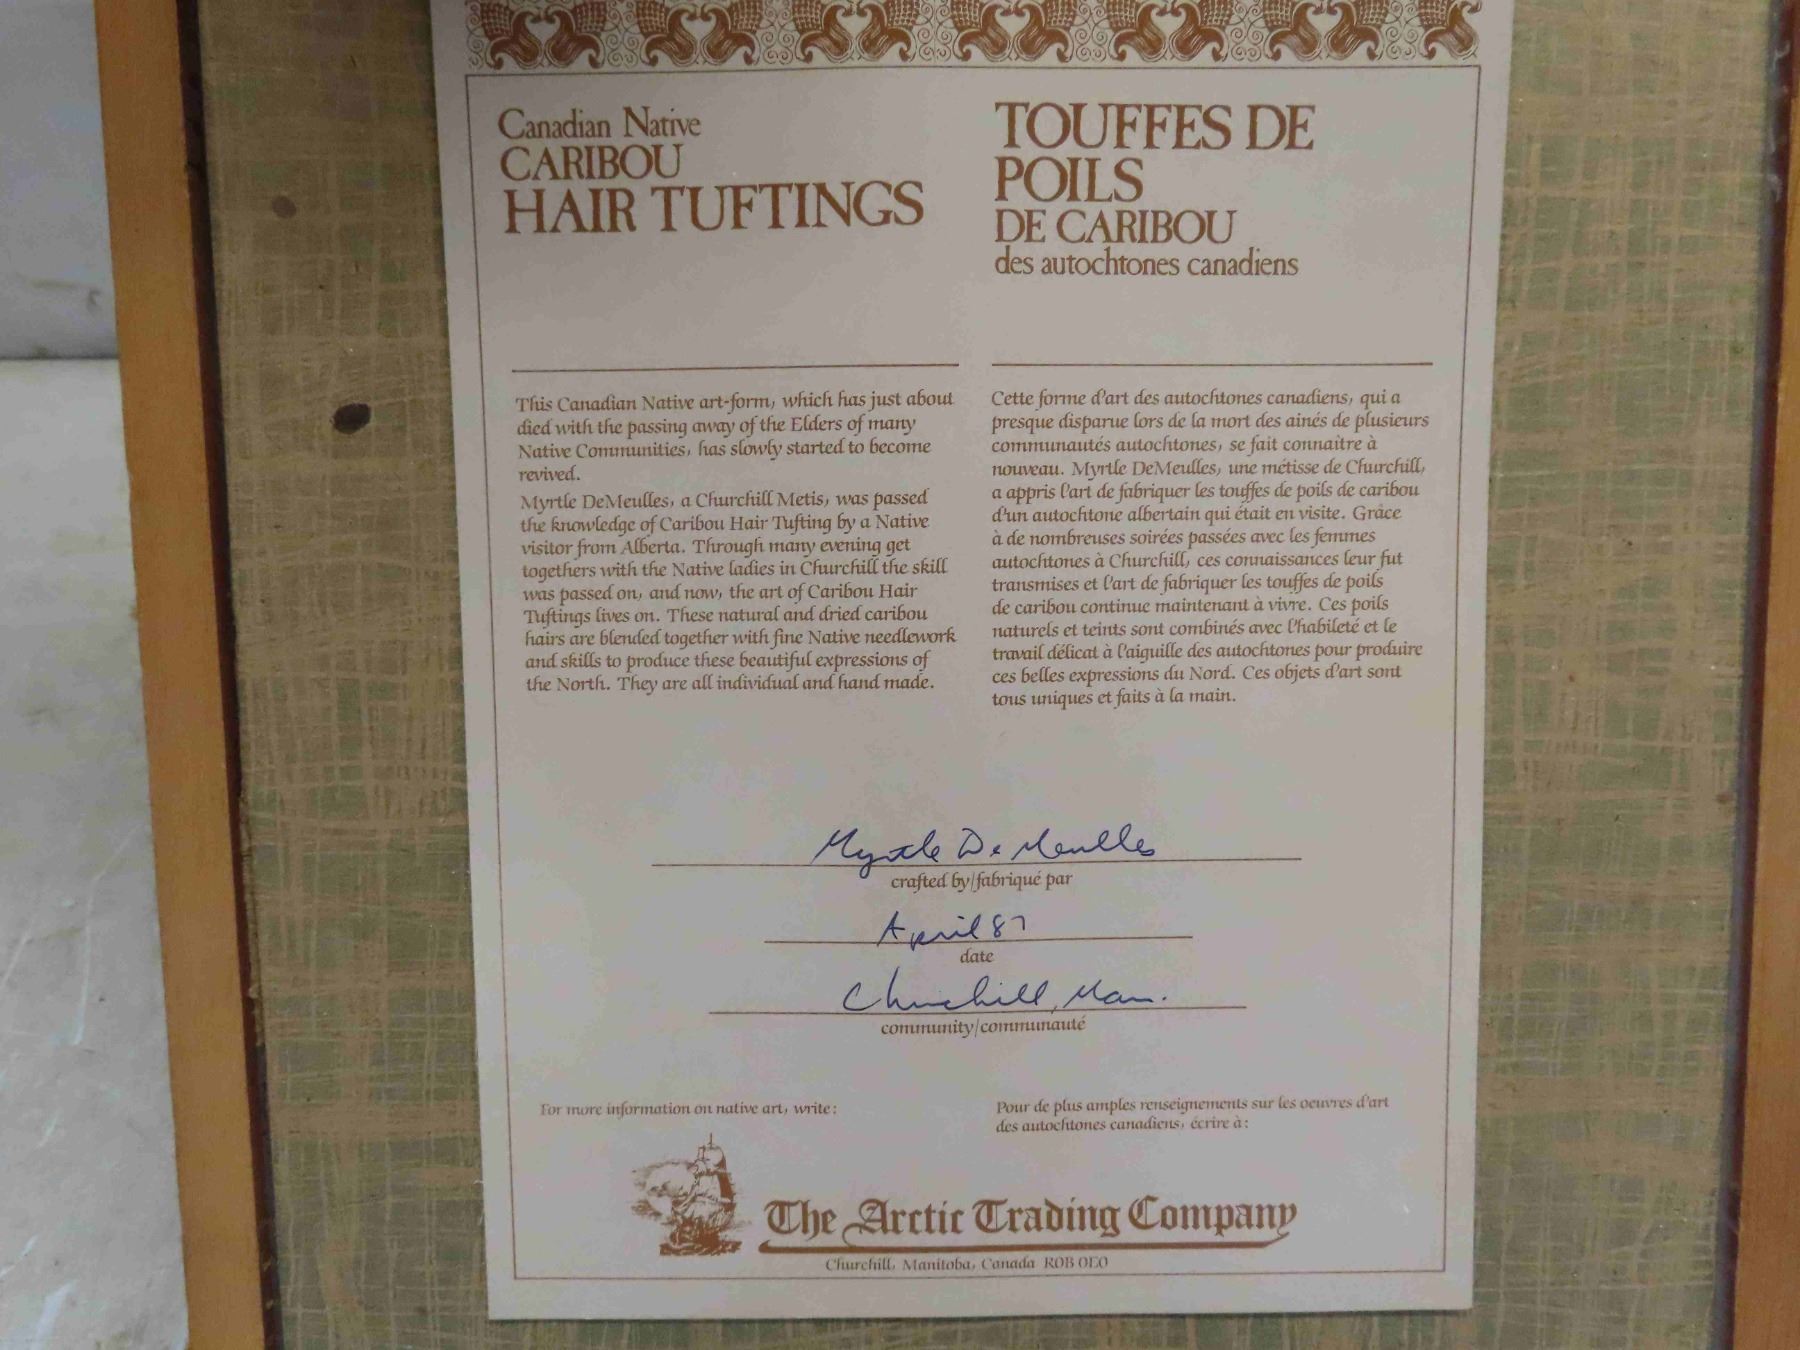 Canadian Native
CARIBOU
HAIR TUFTINGS
This Canadian Native art-form, which has just about
died with the passing away of the Elders of many
Native Communities, has slowly started to become
revived.
Myrtle DeMeulles, a Churchill Metis, was passed
the knowledge of Caribou Hair Tufting by a Native
visitor from Alberta. Through many evening get
togethers with the Native ladies in Churchill the skill
was passed on, and now, the art of Caribou Hair
Tuftings lives on. These natural and dried caribou
hairs are blended together with fine Native needlework
and skills to produce these beautiful expressions of
the North. They are all individual and hand made.
TOUFFES DE
POILS
DE CARIBOU
des autochtones canadiens
Cette forme d'art des autochtones canadiens, qui a
presque disparue lors de la mort des ainés de plusieurs
communautés autochtones, se fait connaitre à
nouveau. Myrtle DeMeulles, une métisse de Churchill,
a appris l'art de fabriquer les touffes de poils de caribou
d'un autochtone albertain qui était en visite. Grâce
à de nombreuses soirées passées avec les femmes
autochtones à Churchill, ces connaissances leur fut
transmises et l'art de fabriquer les touffes de poils
de caribou continue maintenant à vivre. Ces poils
naturels et teints sont combinés avec l'habileté et le
travail délicat à l'aiguille des autochtones pour produire
ces belles expressions du Nord. Ces objets d'art sont
tous uniques et faits à la main.
Myrtle DeMeulles
crafted by/fabriqué par
April 87
date
Churchill, Man.
community/communauté
For more information on native art, write:
Pour de plus amples renseignements sur les oeuvres d'art
des autochtones canadiens, écrire à:
The Arctic Trading Company
Churchill, Manitoba, Canada R0B 0E0